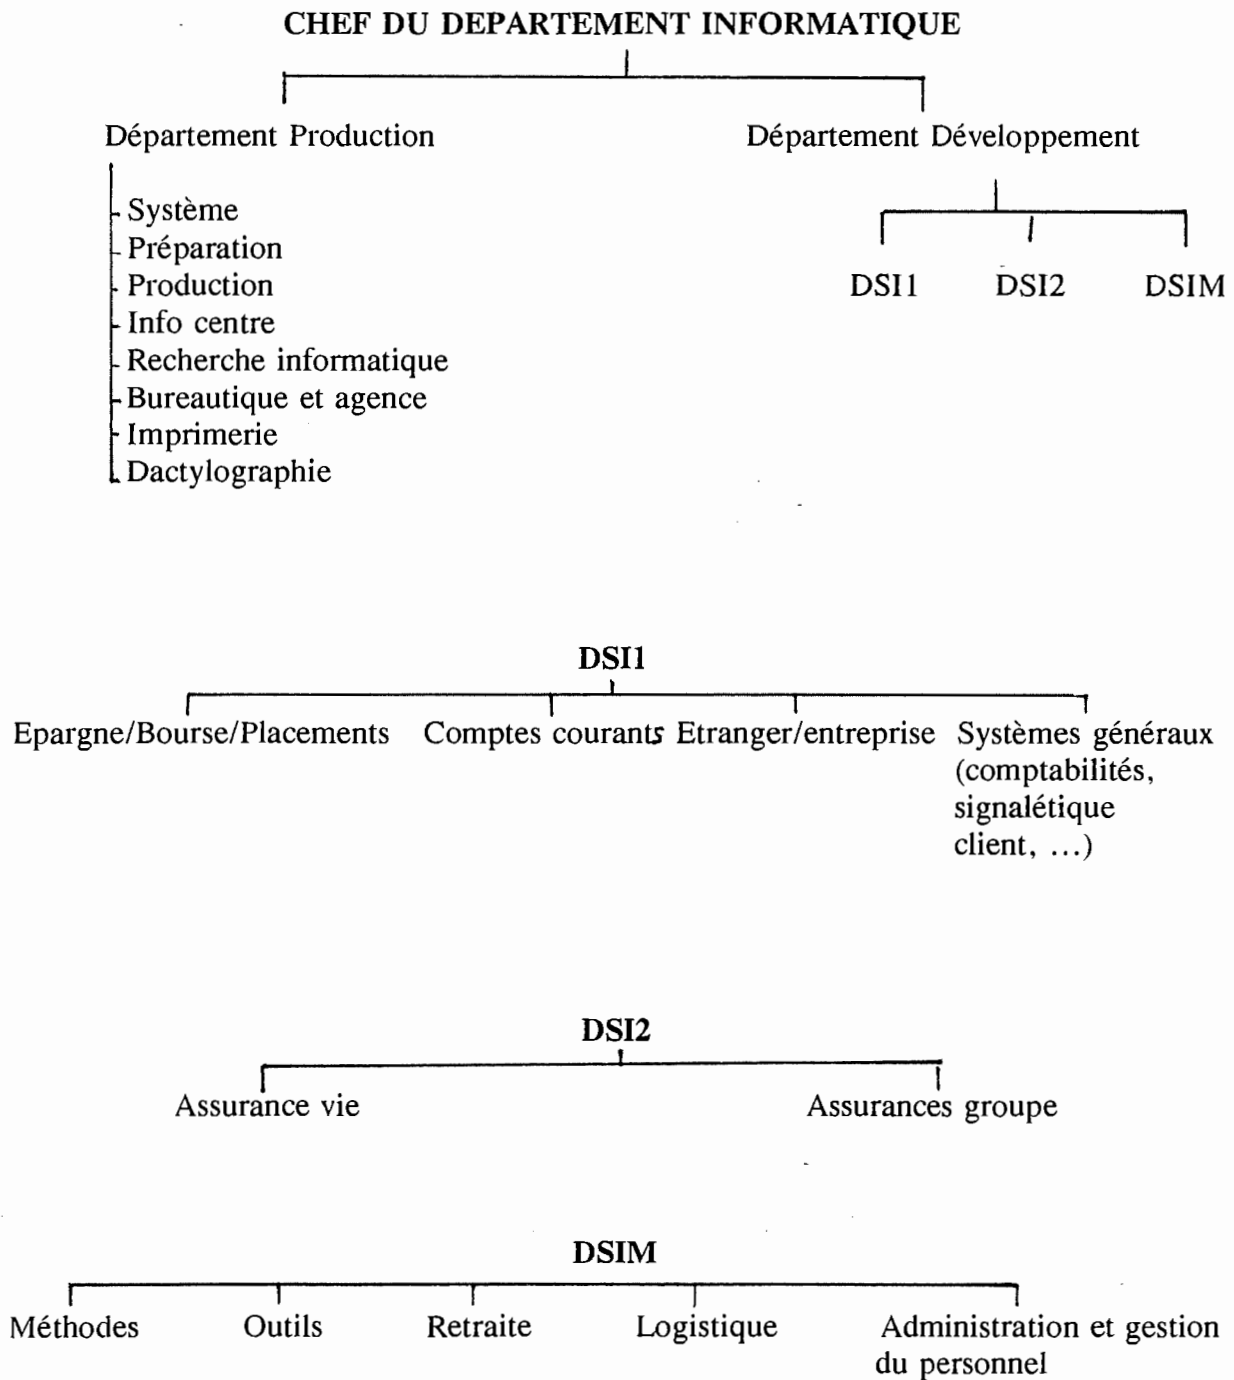 CHEF DU DEPARTEMENT INFORMATIQUE
Département Production
Département Développement
Système
Préparation
Production
Info centre
Recherche informatique
Bureautique et agence
Imprimerie
Dactylographie
DSI1 DSI2 DSIM
DSI1
Epargne/Bourse/Placements Comptes courants Etranger/entreprise Systèmes généraux
(comptabilités,
signalétique
client, ...)
DSI2
Assurance vie Assurances groupe
DSIM
Méthodes Outils Retraite Logistique Administration et gestion
du personnel